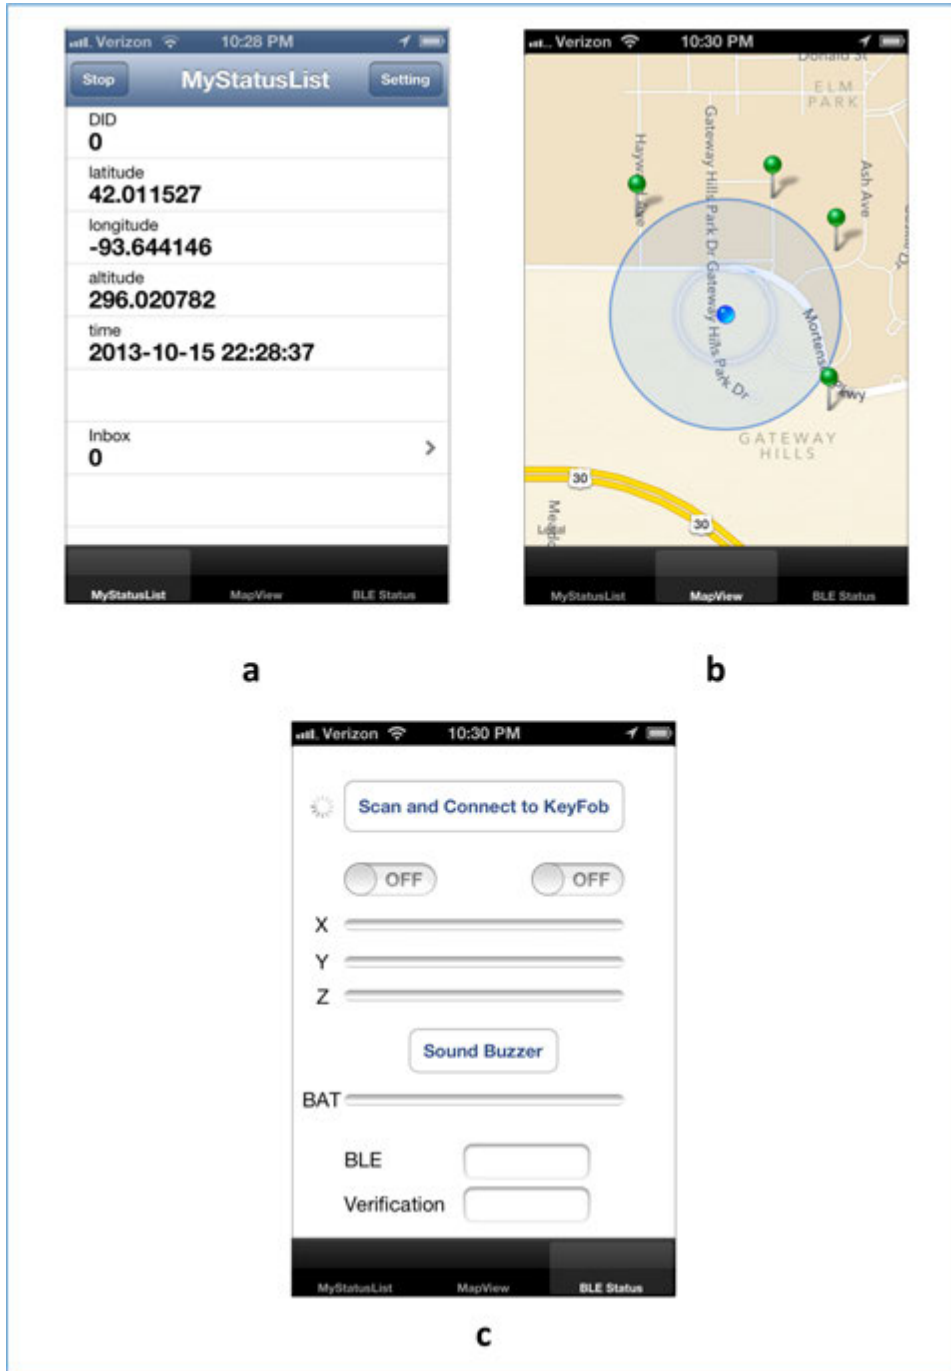 Verizon 10:28 PM
Stop MyStatusList Setting
DID
0
latitude
42.011527
longitude
-93.644146
altitude
296.020782
time
2013-10-15 22:28:37
Inbox
0
MyStatusList MapView BLE Status
a
Verizon 10:30 PM
Donald St
ELM
PARK
Gateway Hills Park Dr Gateway Hills Park Dr
Ash Ave
Pkwy
GATEWAY
HILLS
30
30
MyStatusList MapView BLE Status
b
Verizon 10:30 PM
Scan and Connect to KeyFob
OFF OFF
X
Y
Z
Sound Buzzer
BAT
BLE
Verification
MyStatusList MapView BLE Status
c